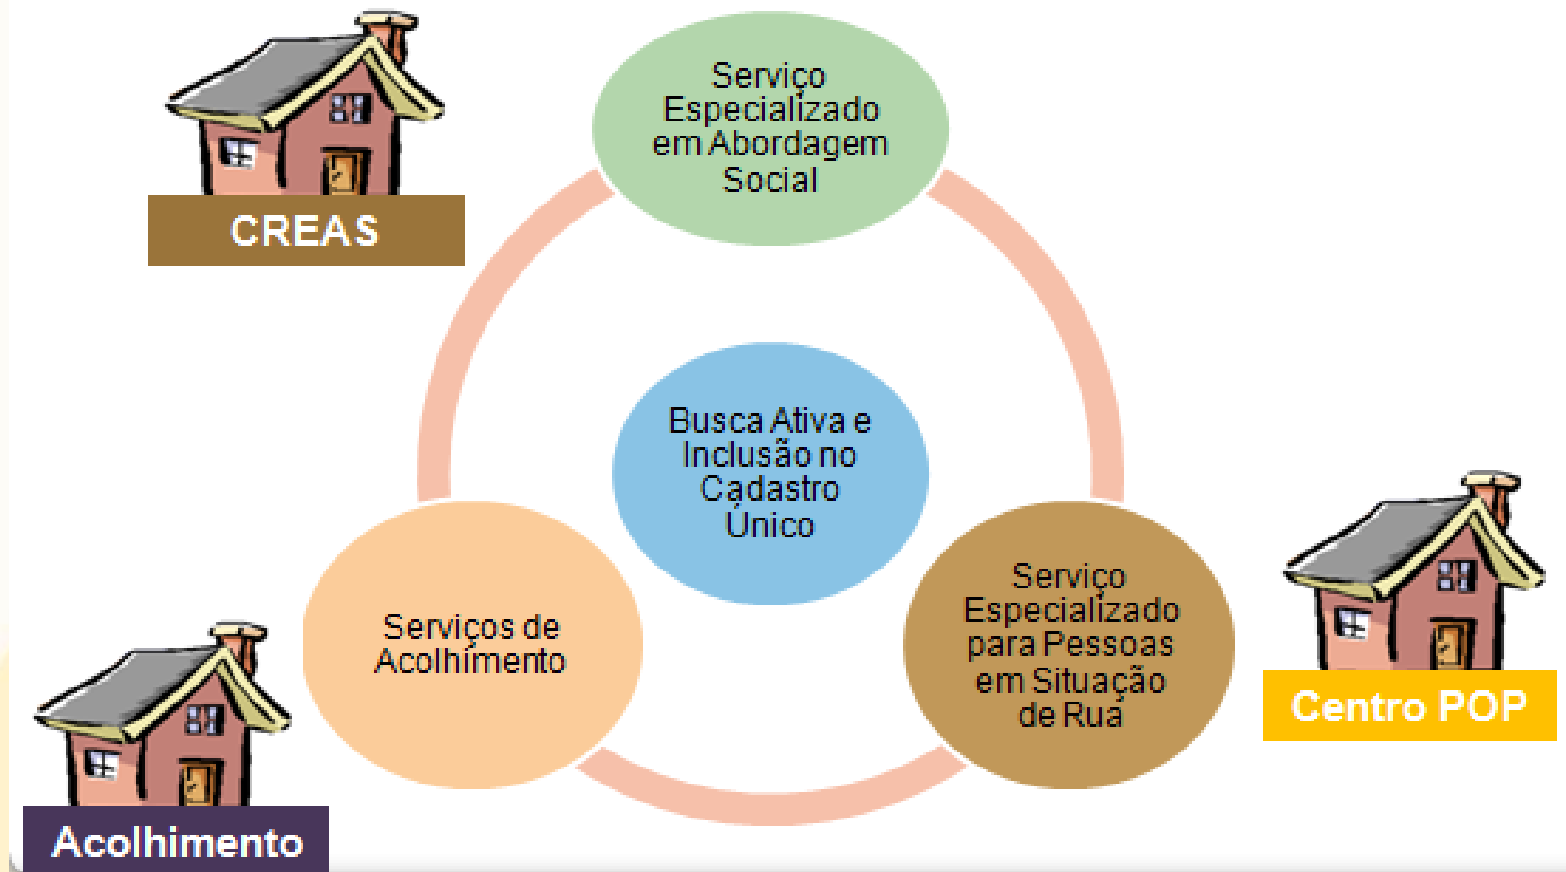 Serviço
Especializado
em Abordagem
Social
CREAS
Busca Ativa e
Inclusão no
Cadastro
Único
Serviços de
Acolhimento
Serviço
Especializado
para Pessoas
em Situação
de Rua
Centro POP
Acolhimento